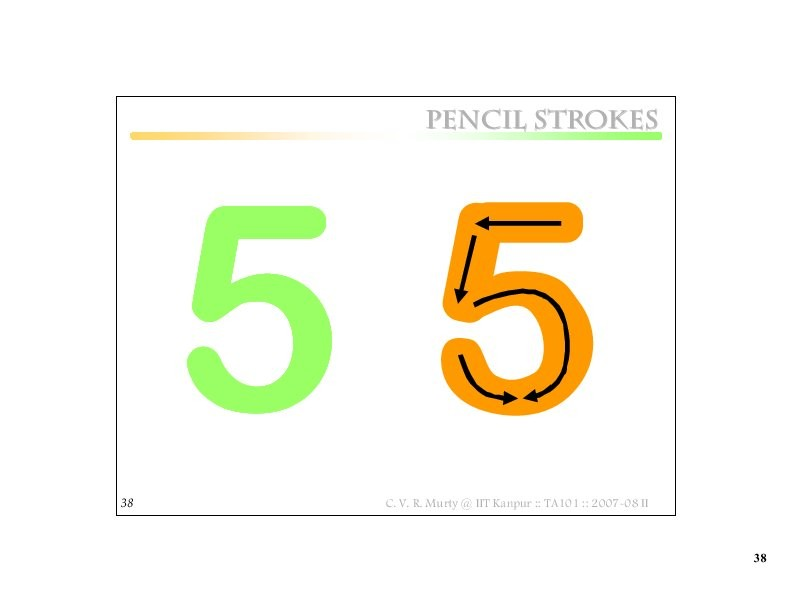 PENCIL STROKES
5 5
38 C. V. R. Murty @ IIT Kanpur :: TA101 :: 2007-08 II
38